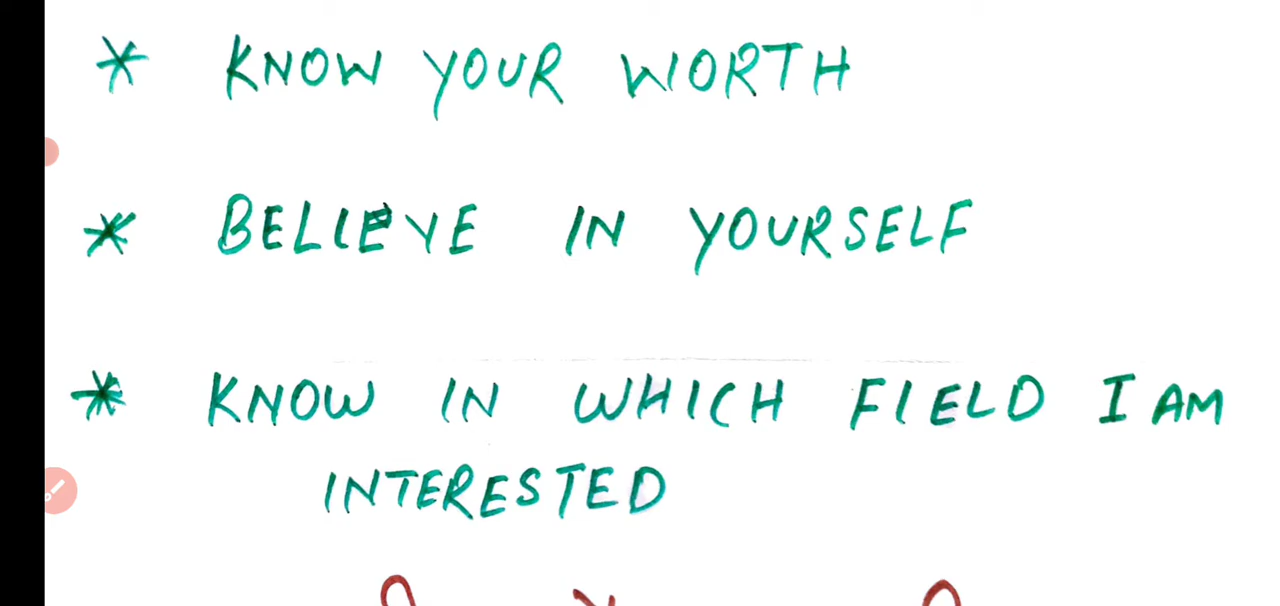 * KNOW YOUR WORTH
* BELIEVE IN YOURSELF
* KNOW IN WHICH FIELD I AM
INTERESTED